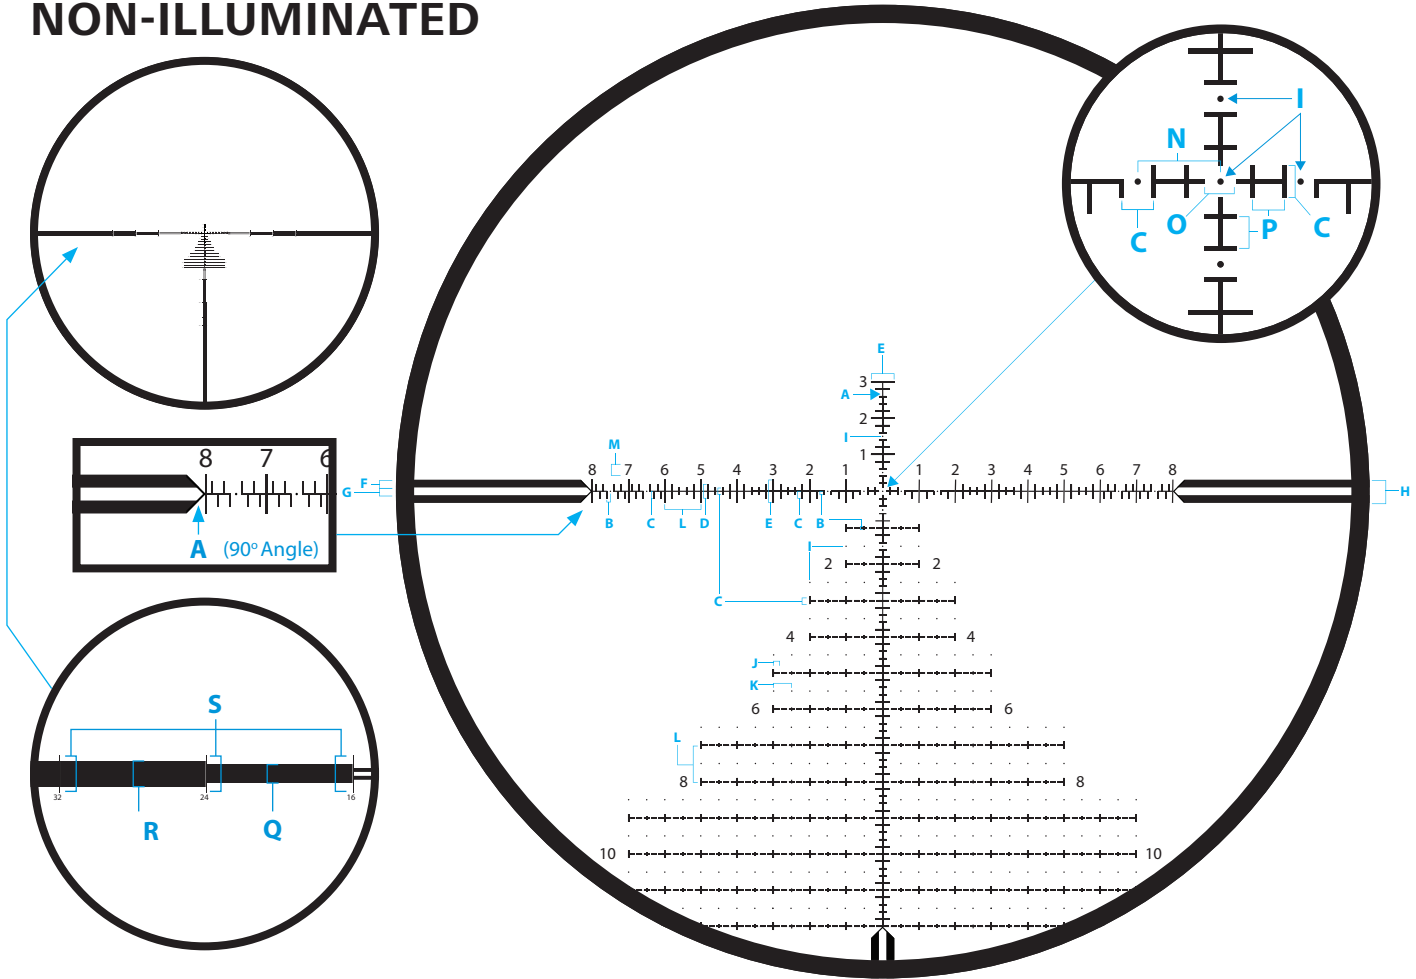 NON-ILLUMINATED
I
N
C
O
P
C
E
3
A
2
I
1
M
8 7 6 5 4 3 2 1 1 2 3 4 5 6 7 8
F
G
H
B C L D E C B
I
2 2
C
4 4
J
K
6 6
L
8 8
10 10
8 7 6
A (90º Angle)
S
32 24 16
R Q